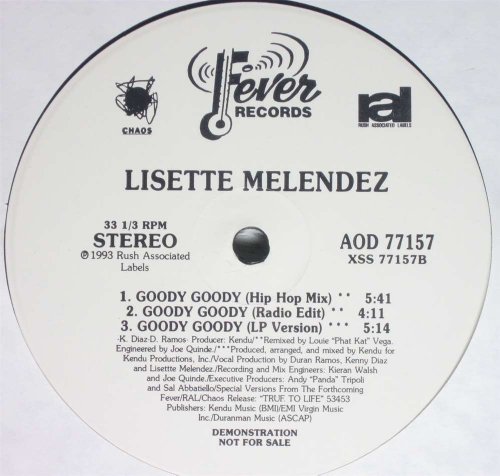 CHAOS
Fever
RECORDS
ral
RUSH ASSOCIATED LABELS
LISETTE MELENDEZ
33 1/3 RPM
STEREO
℗ 1993 Rush Associated
Labels
AOD 77157
XSS 77157B
1. GOODY GOODY (Hip Hop Mix) ** 5:41
2. GOODY GOODY (Radio Edit) ** 4:11
3. GOODY GOODY (LP Version) *** 5:14
·K. Diaz-D. Ramos· Producer: Kendu/**Remixed by Louie "Phat Kat" Vega.
Engineered by Joe Quinde./***Produced, arranged, and mixed by Kendu for
Kendu Productions, Inc./Vocal Production by Duran Ramos, Kenny Diaz
and Lisettte Melendez./Recording and Mix Engineers: Kieran Walsh
and Joe Quinde./Executive Producers: Andy "Panda" Tripoli
and Sal Abbatiello/Special Versions From The Forthcoming
Fever/RAL/Chaos Release: "TRUE TO LIFE" 53453
Publishers: Kendu Music (BMI)/EMI Virgin Music
Inc./Duranman Music (ASCAP)
DEMONSTRATION
NOT FOR SALE